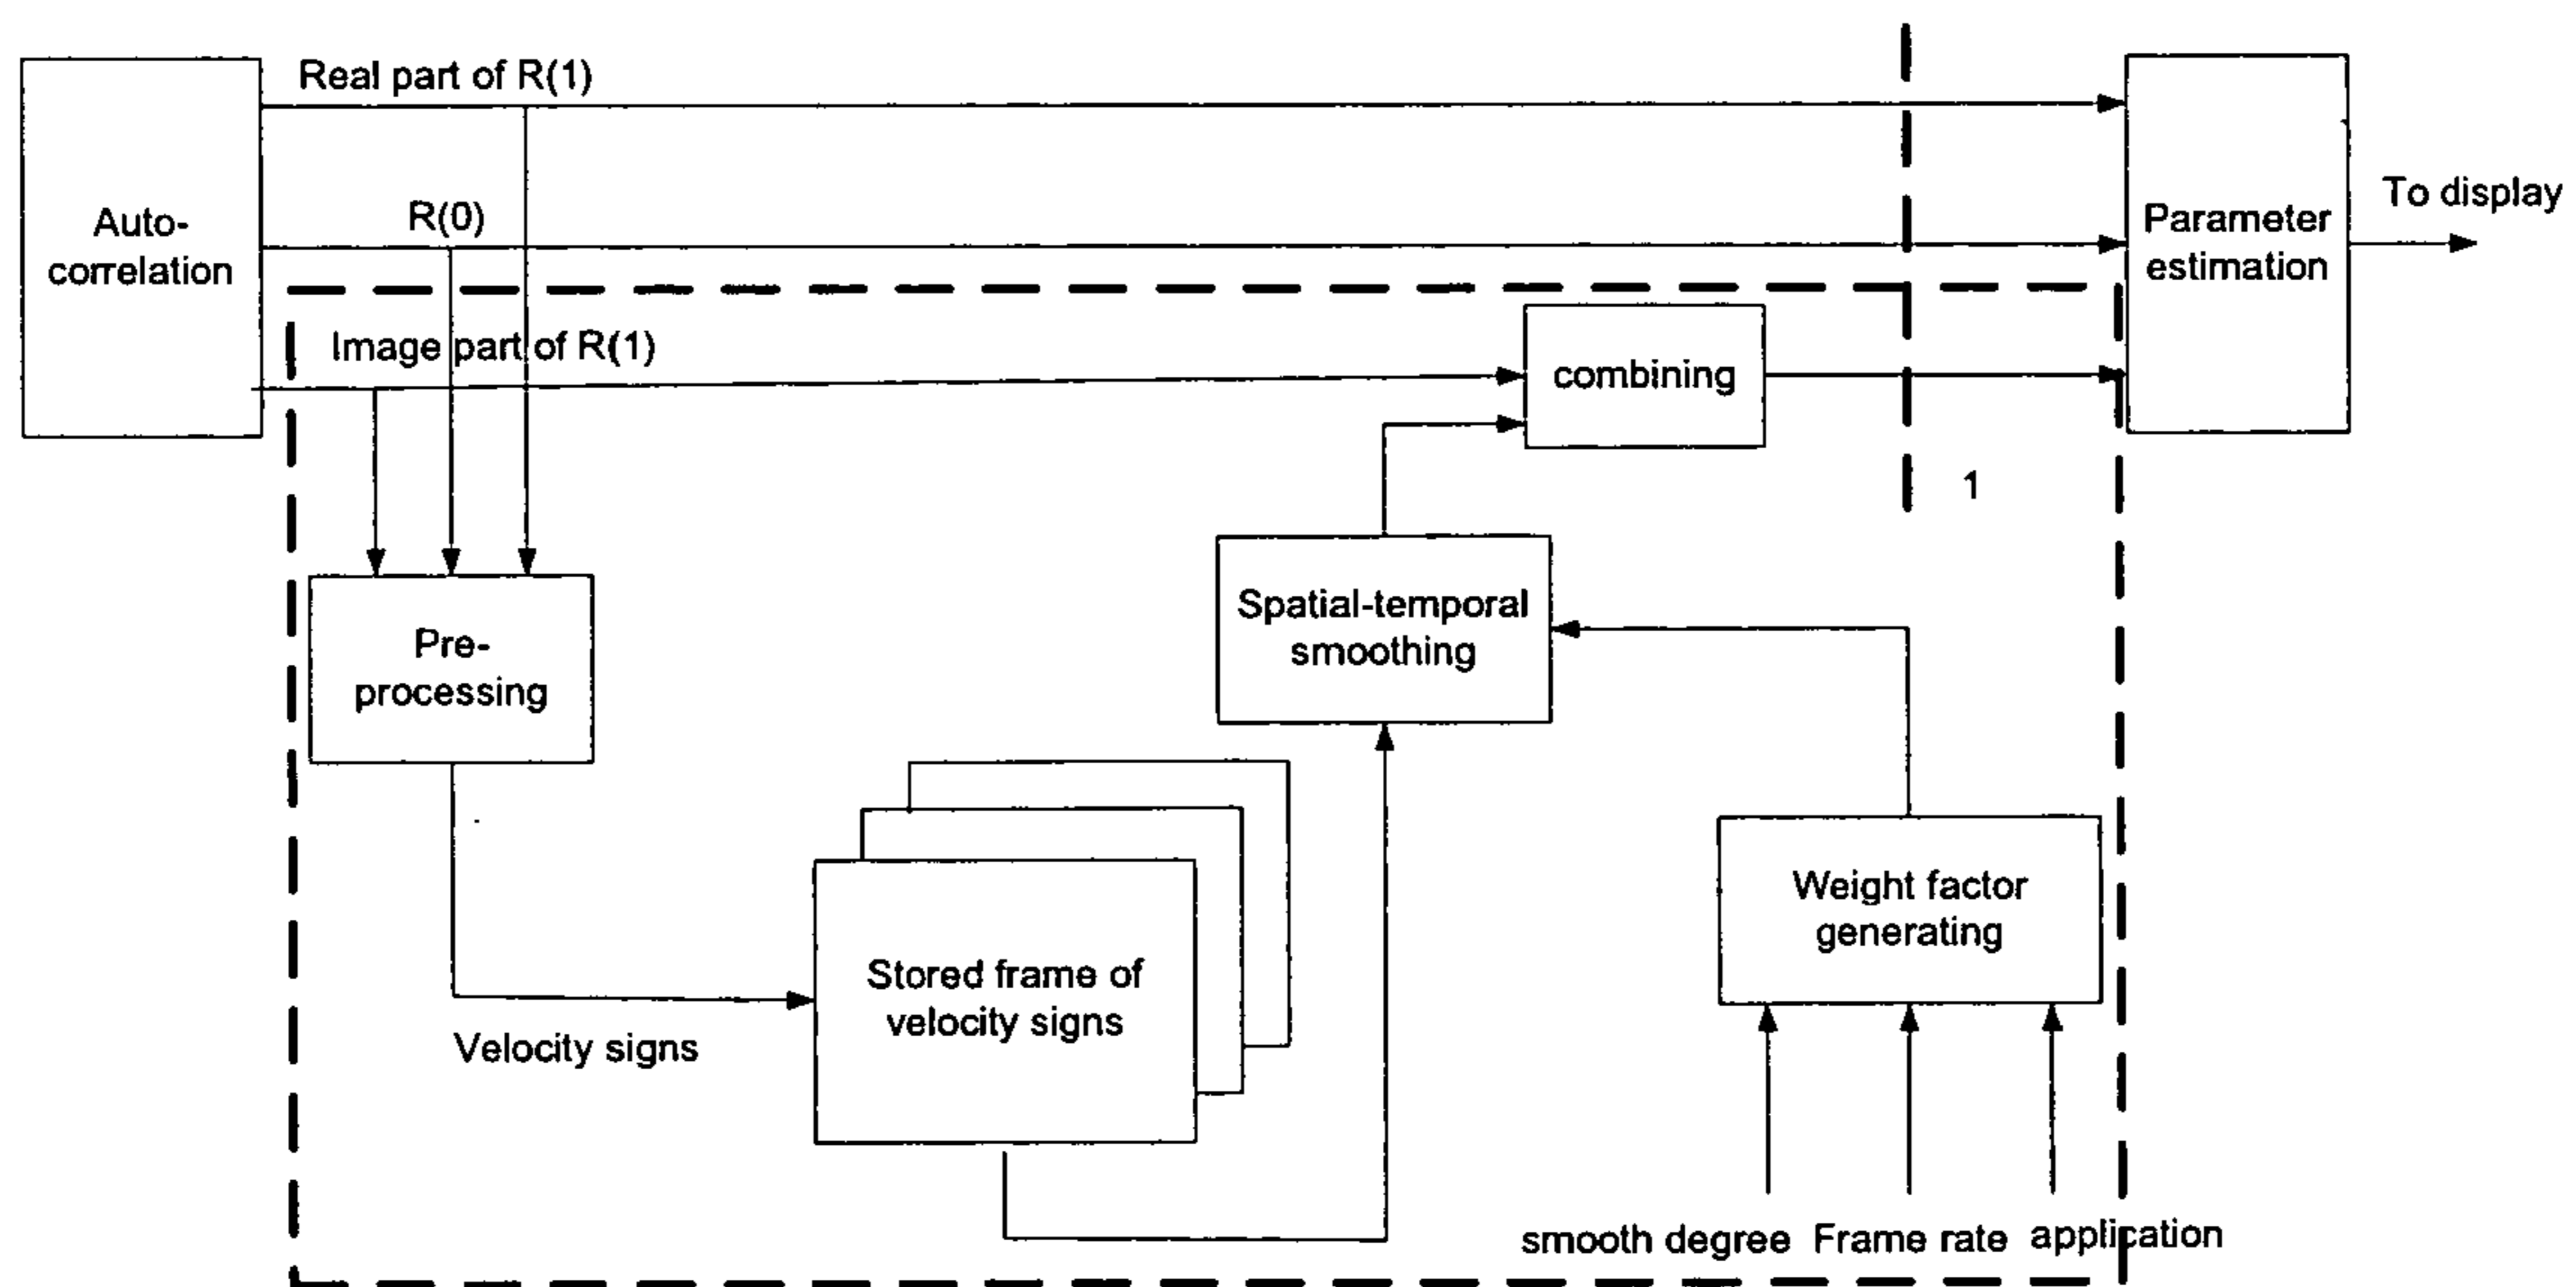 Real part of R(1)
Auto-
correlation
R(0)
Image part of R(1)
combining
Parameter
estimation
To display
1
Pre-
processing
Spatial-temporal
smoothing
Velocity signs
Stored frame of
velocity signs
Weight factor
generating
smooth degree
Frame rate
application